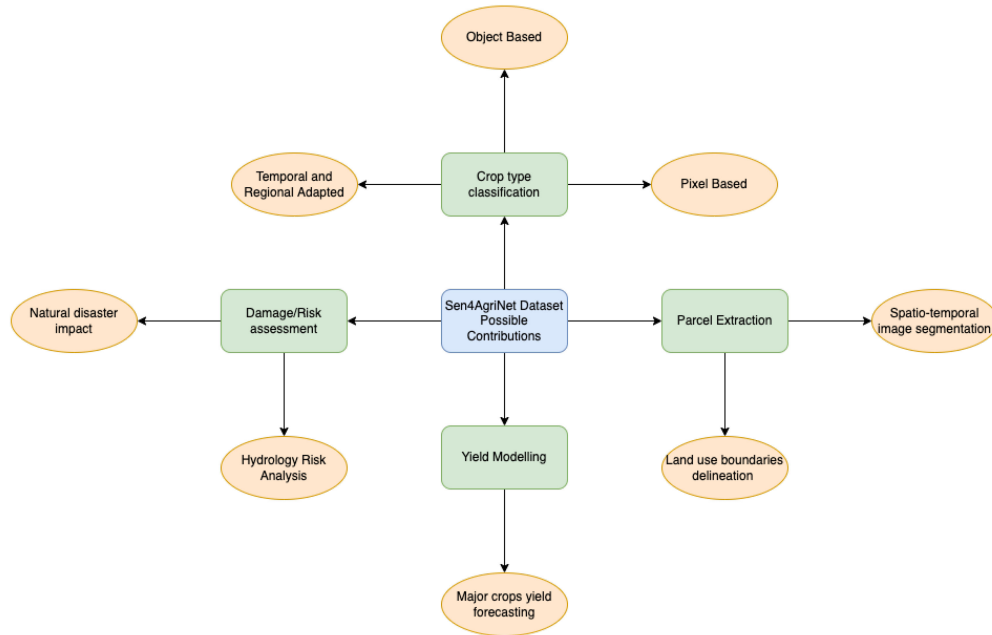 Object Based
Temporal and
Regional Adapted
Crop type
classification
Pixel Based
Natural disaster
impact
Damage/Risk
assessment
Sen4AgriNet Dataset
Possible
Contributions
Parcel Extraction
Spatio-temporal
image segmentation
Hydrology Risk
Analysis
Yield Modelling
Land use boundaries
delineation
Major crops yield
forecasting